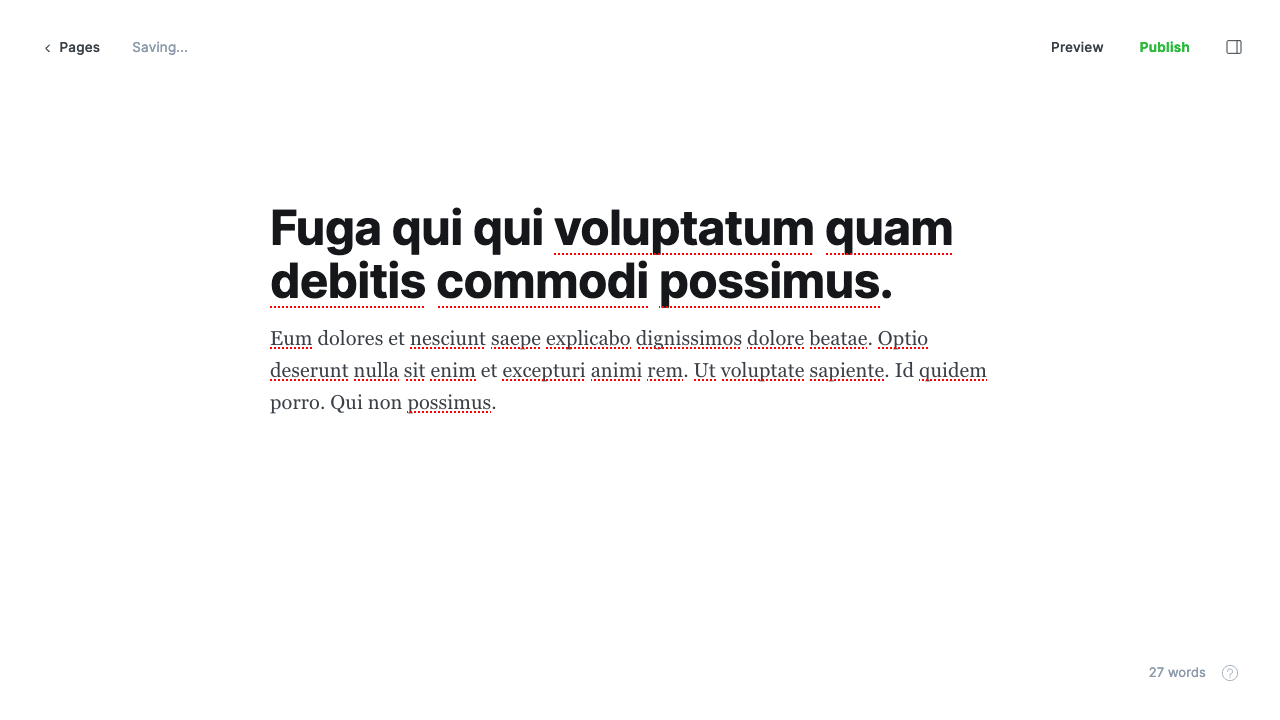 Pages
Saving...
Preview
Publish
Fuga qui qui voluptatum quam
debitis commodi possimus.
Eum dolores et nesciunt saepe explicabo dignissimos dolore beatae. Optio
deserunt nulla sit enim et excepturi animi rem. Ut voluptate sapiente. Id quidem
porro. Qui non possimus.
27 words
?